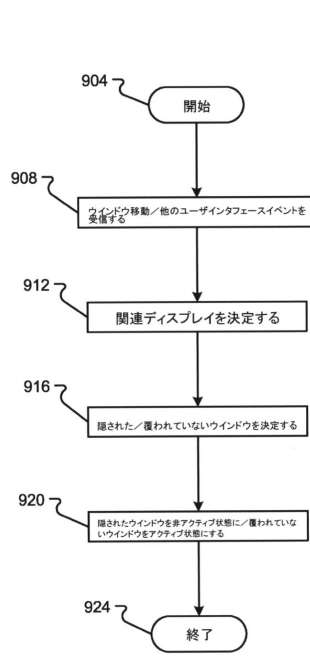 904
開始
908
ウインドウ移動／他のユーザインタフェースイベントを
受信する
912
関連ディスプレイを決定する
916
隠された／覆われていないウインドウを決定する
920
隠されたウインドウを非アクティブ状態に／覆われていな
いウインドウをアクティブ状態にする
924
終了